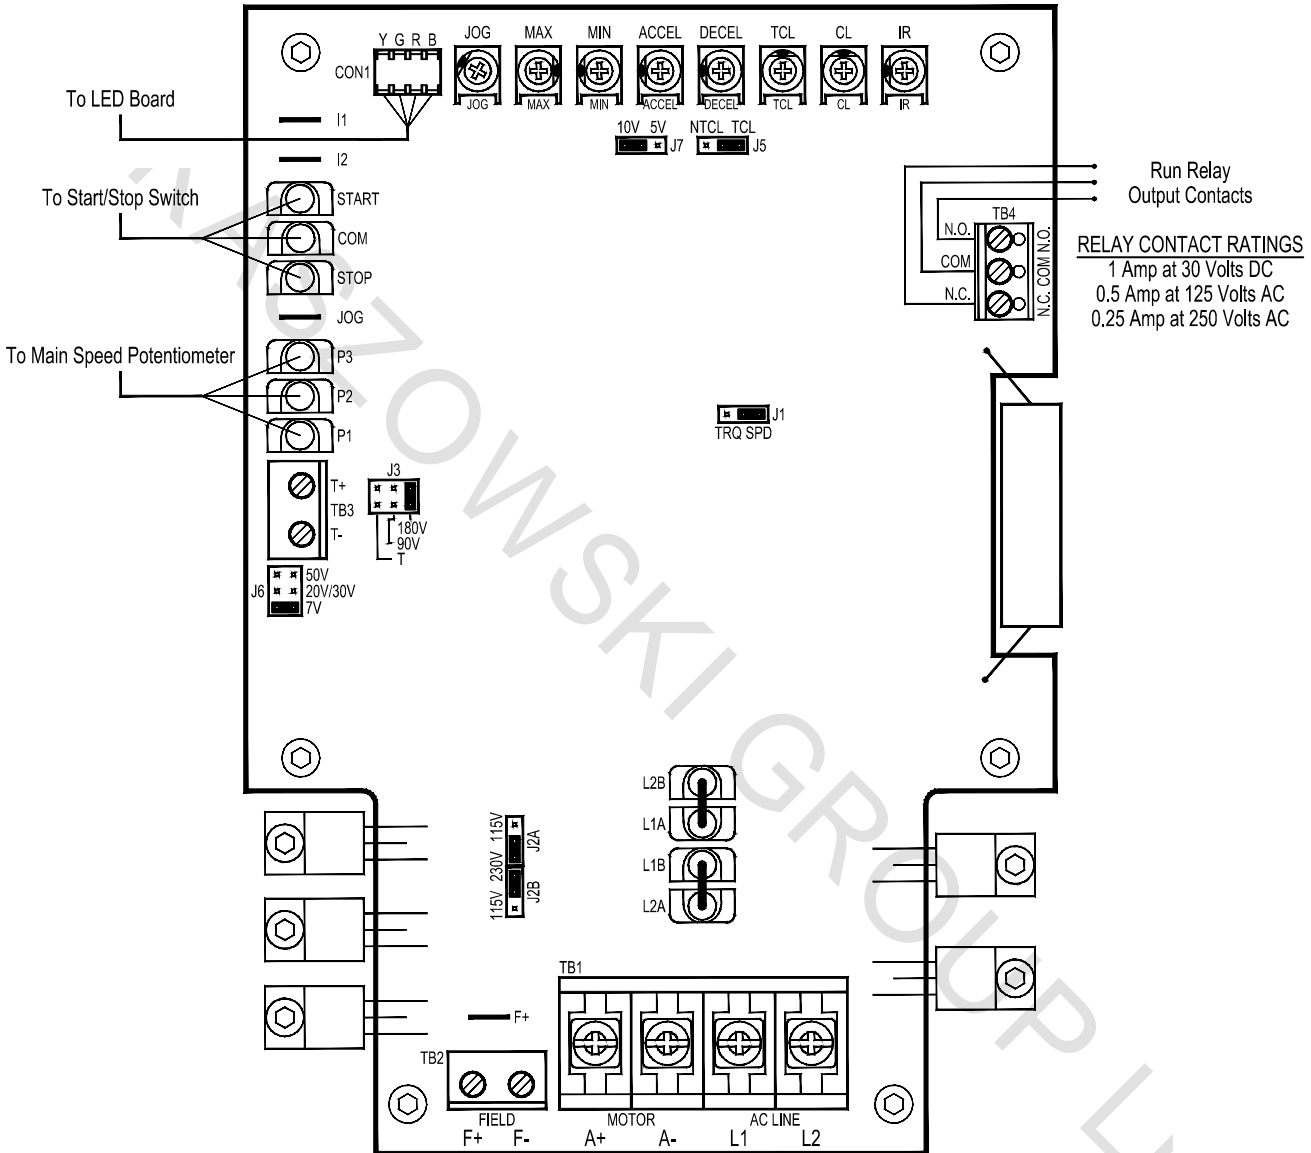 JOG MAX MIN ACCEL DECEL TCL CL IR
Y G R B
CON1
JOG MAX MIN ACCEL DECEL TCL CL IR
To LED Board
I1
10V 5V
J7
NTCL TCL
J5
I2
To Start/Stop Switch
START
COM
STOP
JOG
Run Relay
Output Contacts
TB4
N.O.
COM
N.C.
N.C. COM N.O.
RELAY CONTACT RATINGS
1 Amp at 30 Volts DC
0.5 Amp at 125 Volts AC
0.25 Amp at 250 Volts AC
To Main Speed Potentiometer
P3
P2
P1
J1
TRQ SPD
T+
TB3
T-
J3
180V
90V
T
J6
50V
20V/30V
7V
L2B
L1A
L1B
L2A
115V 230V 115V
J2A
J2B
TB1
F+
TB2
FIELD
F+ F-
MOTOR
A+ A-
AC LINE
L1 L2
KASZOWSKI GROUP